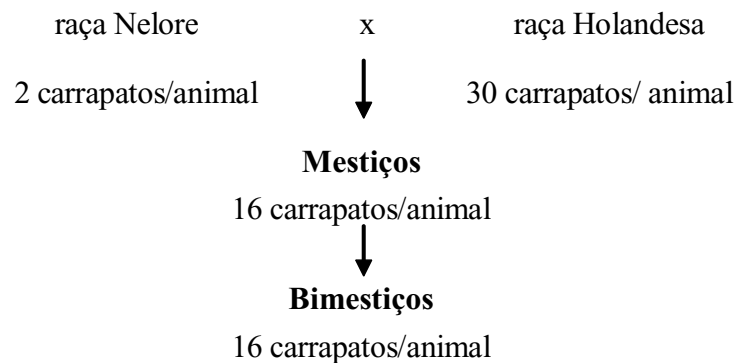 raça Nelore x raça Holandesa
2 carrapatos/animal 30 carrapatos/ animal
Mestiços
16 carrapatos/animal
Bimestiços
16 carrapatos/animal